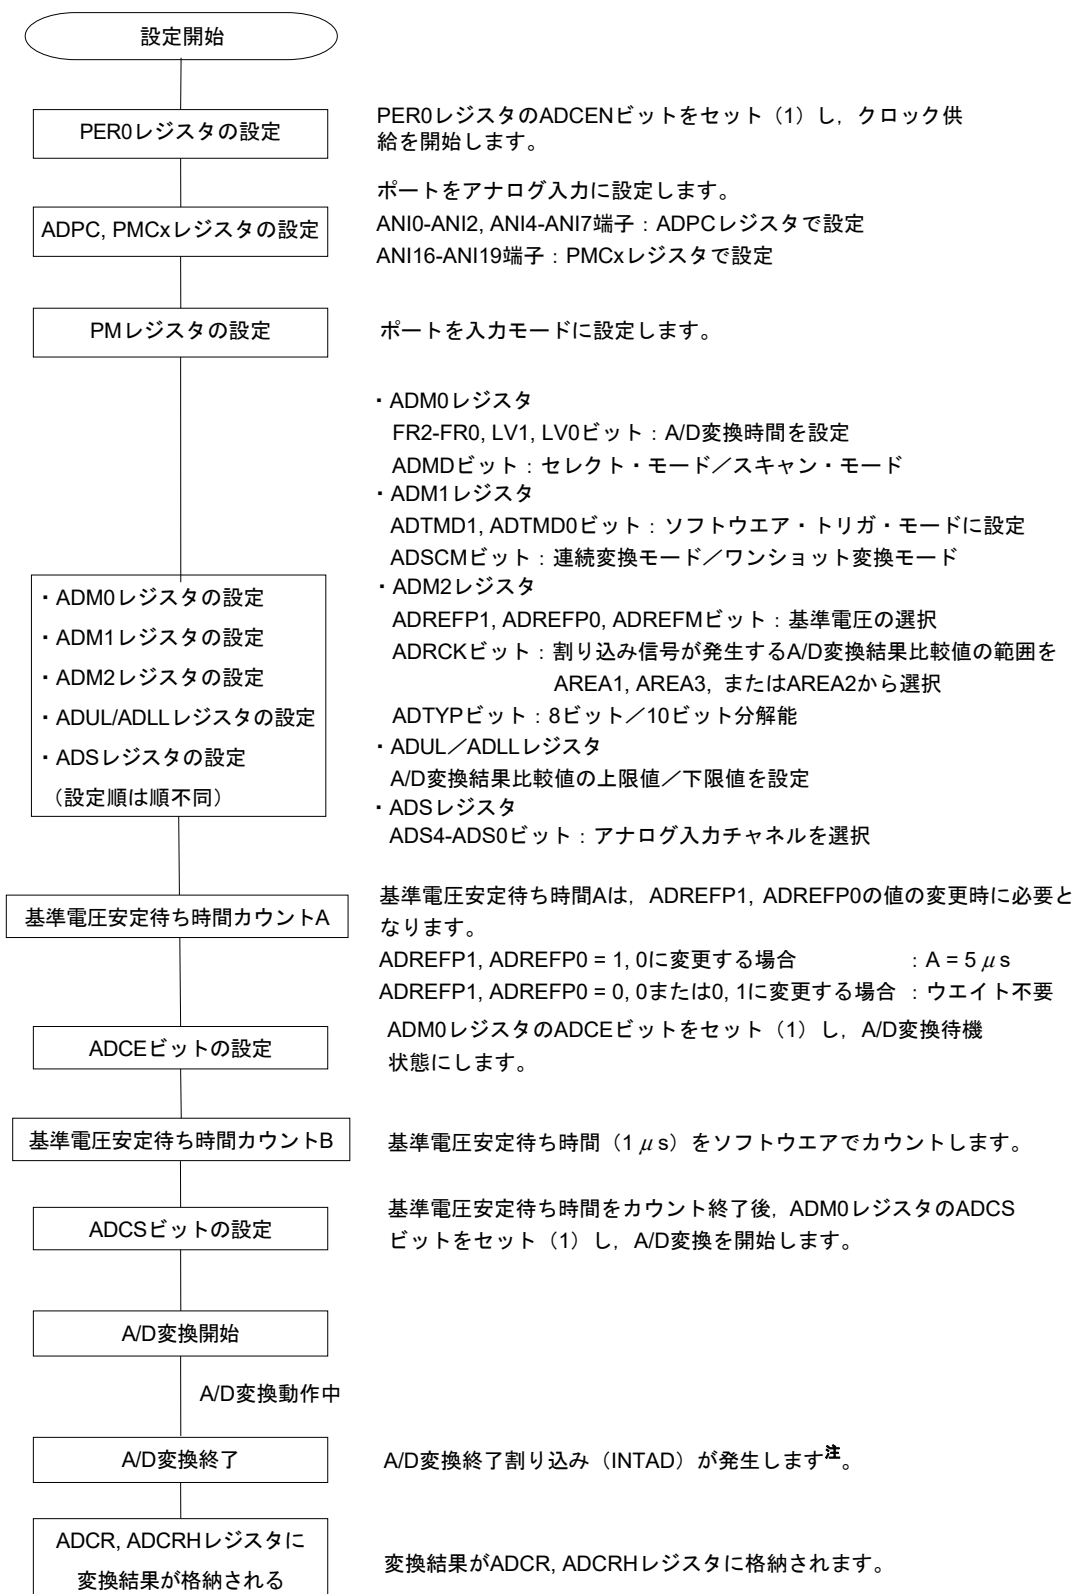 設定開始
PER0レジスタの設定
PER0レジスタのADCENビットをセット（1）し，クロック供
給を開始します。
ADPC, PMCxレジスタの設定
ポートをアナログ入力に設定します。
ANI0-ANI2, ANI4-ANI7端子：ADPCレジスタで設定
ANI16-ANI19端子：PMCxレジスタで設定
PMレジスタの設定
ポートを入力モードに設定します。
・ADM0レジスタの設定
・ADM1レジスタの設定
・ADM2レジスタの設定
・ADUL/ADLLレジスタの設定
・ADSレジスタの設定
（設定順は順不同）
・ADM0レジスタ
FR2-FR0, LV1, LV0ビット：A/D変換時間を設定
ADMDビット：セレクト・モード／スキャン・モード
・ADM1レジスタ
ADTMD1, ADTMD0ビット：ソフトウエア・トリガ・モードに設定
ADSCMビット：連続変換モード／ワンショット変換モード
・ADM2レジスタ
ADREFP1, ADREFP0, ADREFMビット：基準電圧の選択
ADRCKビット：割り込み信号が発生するA/D変換結果比較値の範囲を
AREA1, AREA3, またはAREA2から選択
ADTYPビット：8ビット／10ビット分解能
・ADUL／ADLLレジスタ
A/D変換結果比較値の上限値／下限値を設定
・ADSレジスタ
ADS4-ADS0ビット：アナログ入力チャネルを選択
基準電圧安定待ち時間カウントA
基準電圧安定待ち時間Aは，ADREFP1, ADREFP0の値の変更時に必要と
なります。
ADREFP1, ADREFP0 = 1, 0に変更する場合 ：A = 5 μs
ADREFP1, ADREFP0 = 0, 0または0, 1に変更する場合 ：ウエイト不要
ADCEビットの設定
ADM0レジスタのADCEビットをセット（1）し，A/D変換待機
状態にします。
基準電圧安定待ち時間カウントB
基準電圧安定待ち時間（1 μs）をソフトウエアでカウントします。
ADCSビットの設定
基準電圧安定待ち時間をカウント終了後，ADM0レジスタのADCS
ビットをセット（1）し，A/D変換を開始します。
A/D変換開始
A/D変換動作中
A/D変換終了
A/D変換終了割り込み（INTAD）が発生します注。
ADCR, ADCRHレジスタに
変換結果が格納される
変換結果がADCR, ADCRHレジスタに格納されます。